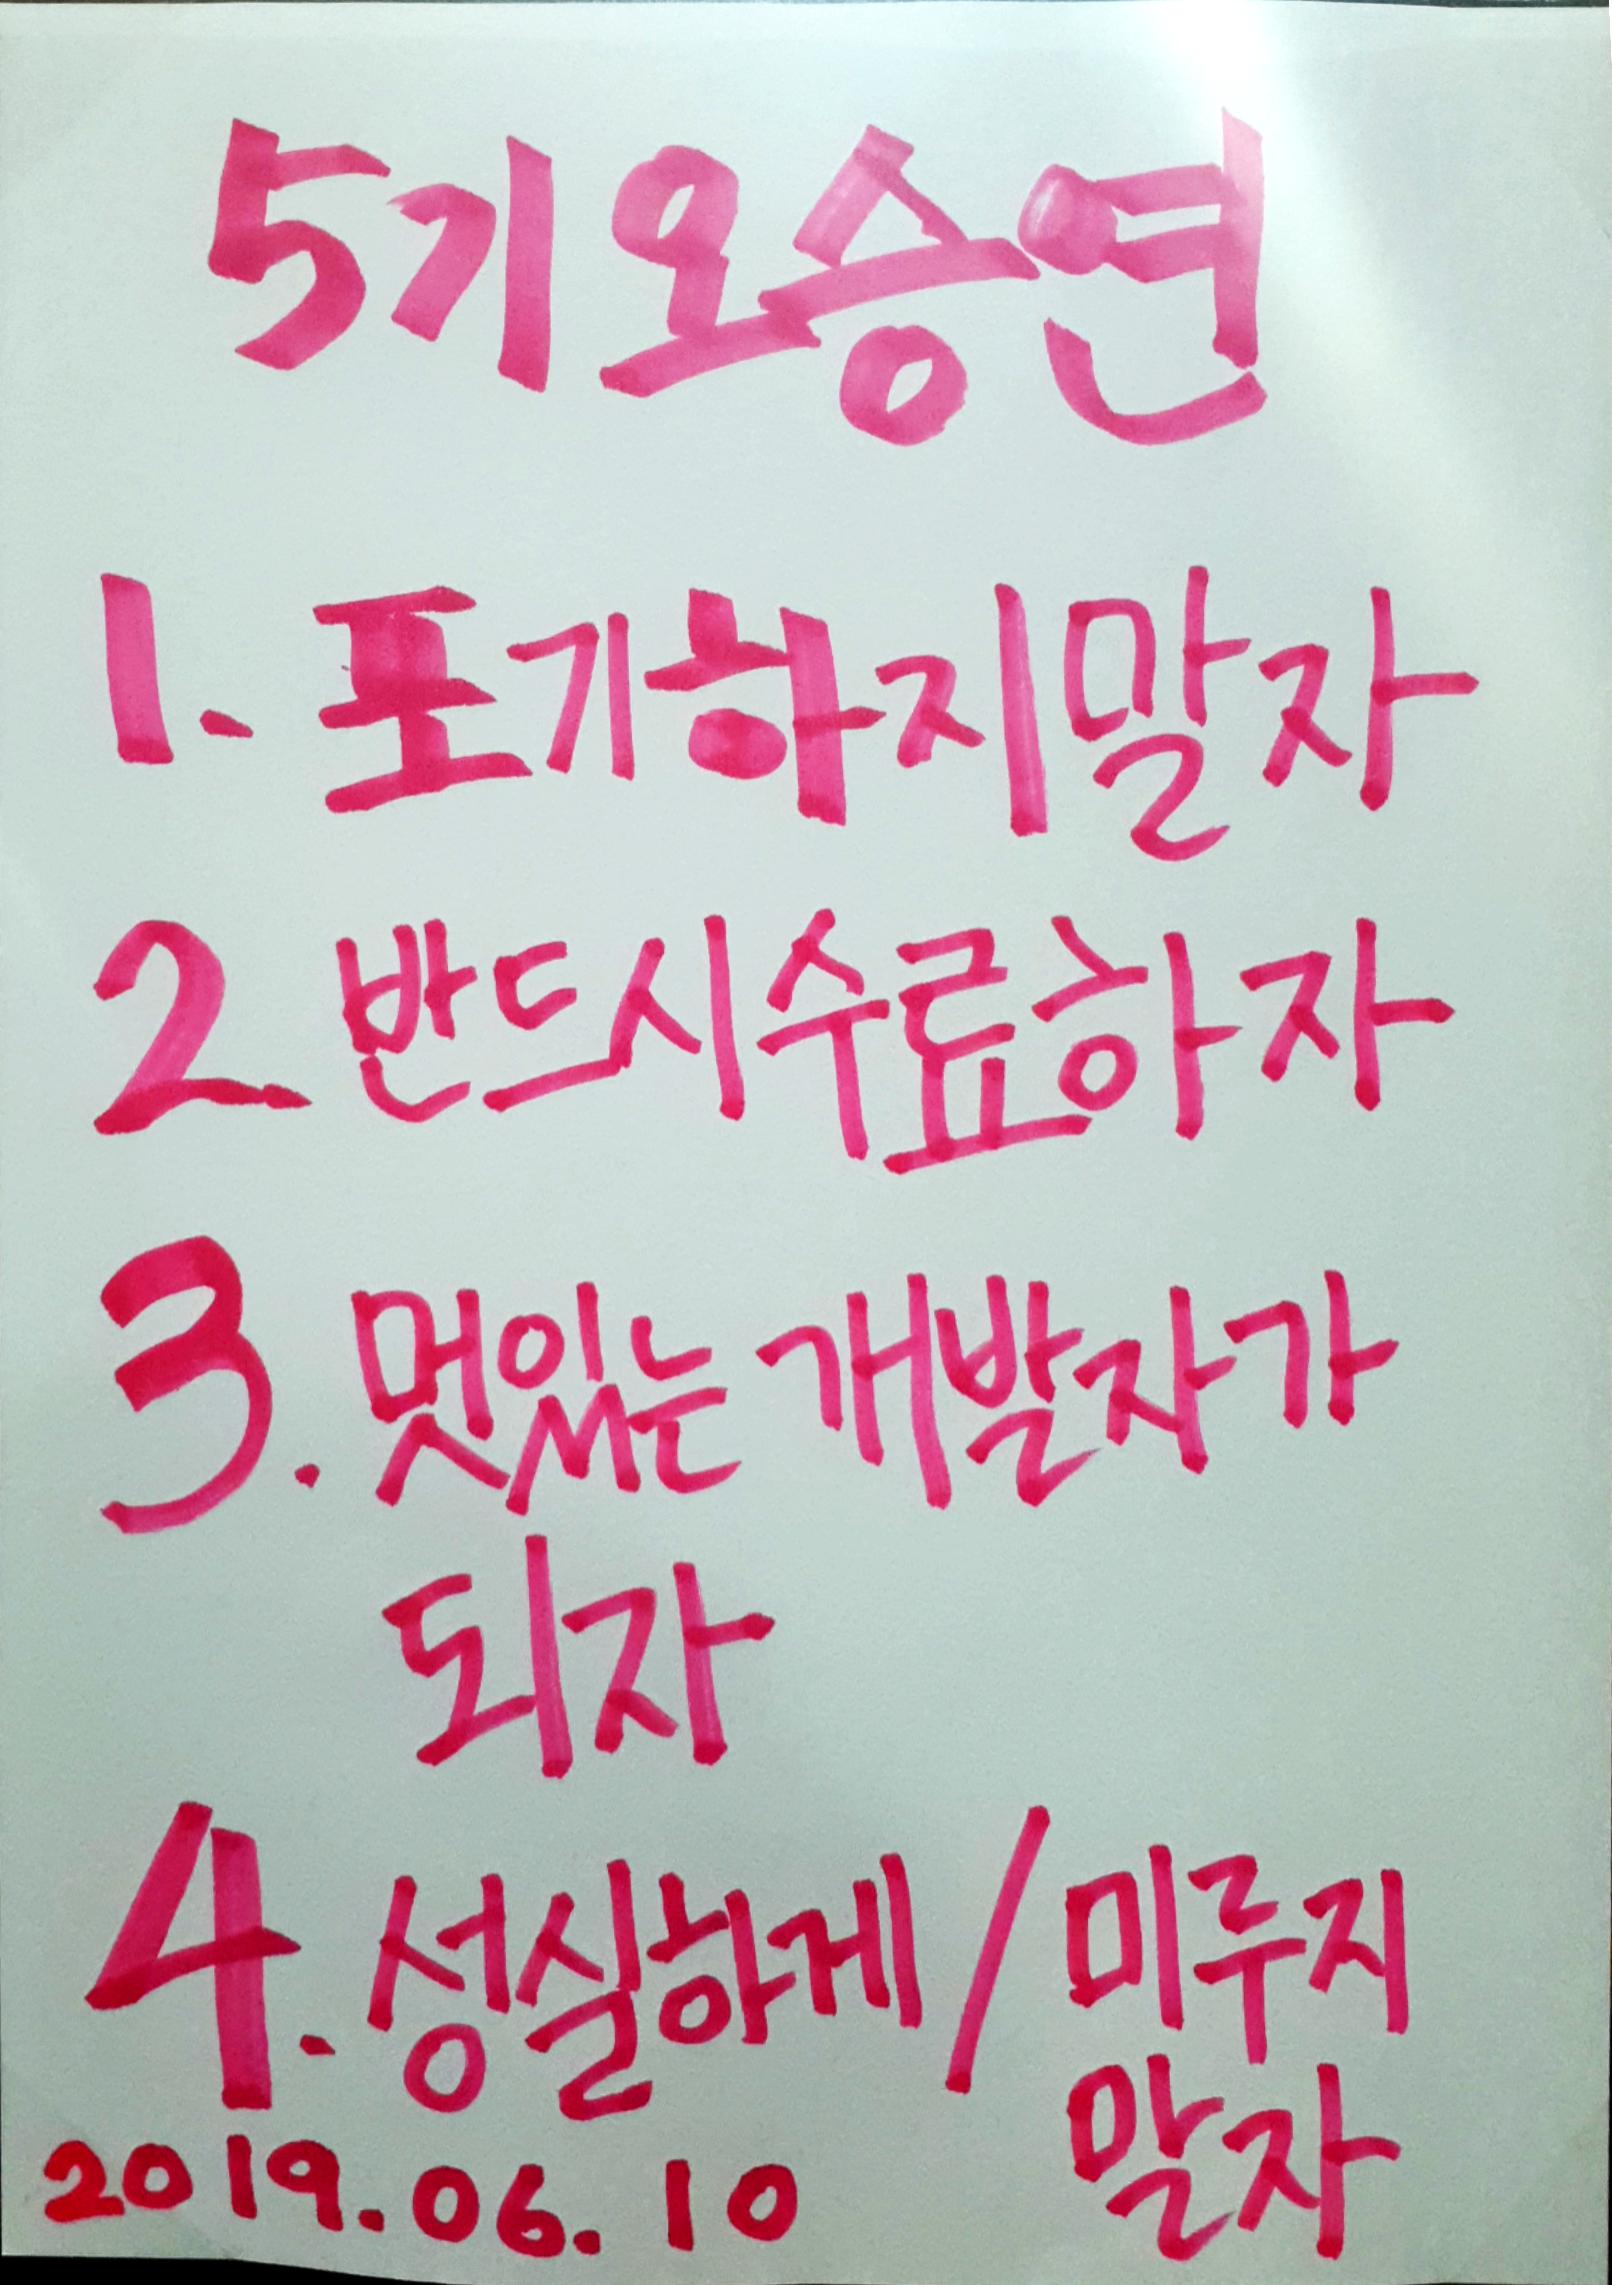 5기오승연
1. 포기하지말자
2. 반드시수료하자
3. 멋있는 개발자가
되자
4. 성실하게 / 미루지
말자
2019.06.10